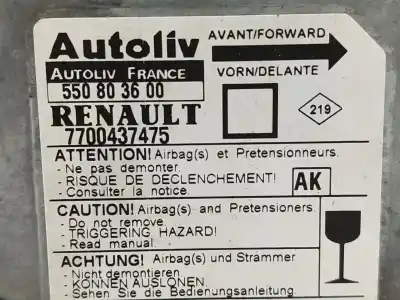 Autoliv
AVANT/FORWARD
AUTOLIV FRANCE
VORN/DELANTE
550 80 36 00
RENAULT
219
7700437475
ATTENTION! Airbag(s) et Pretensionneurs.
- Ne pas demonter.
- RISQUE DE DECLENCHEMENT!
- Consulter la notice.
AK
CAUTION! Airbag(s) and Pretensioners.
- Do not remove.
- TRIGGERING HAZARD!
- Read manual.
ACHTUNG! Airbag(s) und Strammer
- Nicht demontieren
- KONNEN AUSLONEN.
- Sehen Sie die Bedienungsanleitung.